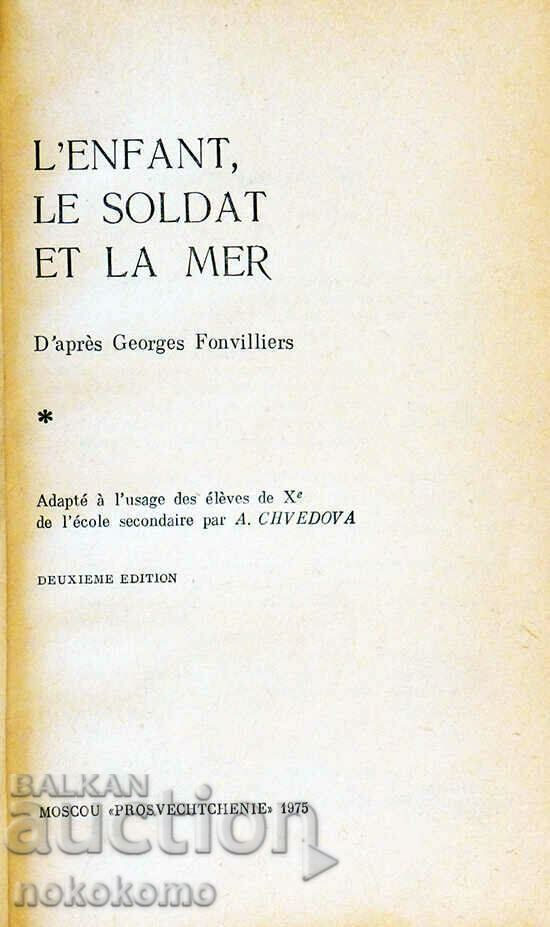 L'ENFANT,
LE SOLDAT
ET LA MER
D'après Georges Fonvilliers
*
Adapté à l'usage des élèves de Xe
de l'école secondaire par A. CHVEDOVA
DEUXIEME EDITION
MOSCOU «PROSVECHTCHENIE» 1975
BALKAN
auction
nokokomo